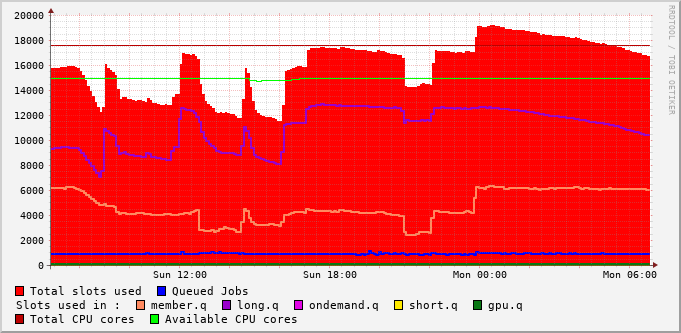 20000
18000
16000
14000
12000
10000
8000
6000
4000
2000
0
Sun 12:00 Sun 18:00 Mon 00:00 Mon 06:00
RRDTOOL / TOBI OETIKER
Total slots used Queued Jobs
Slots used in : member.q long.q ondemand.q short.q gpu.q
Total CPU cores Available CPU cores